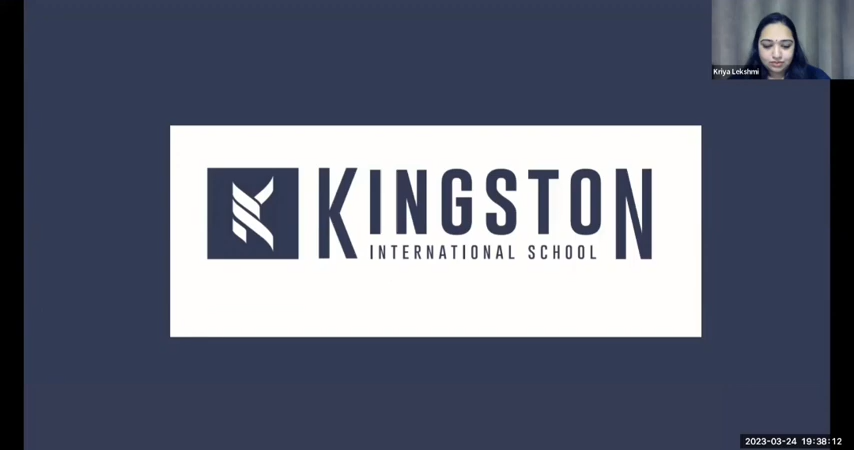 Kriya Lekshmi
KINGSTON
INTERNATIONAL SCHOOL
2023-03-24 19:38:12